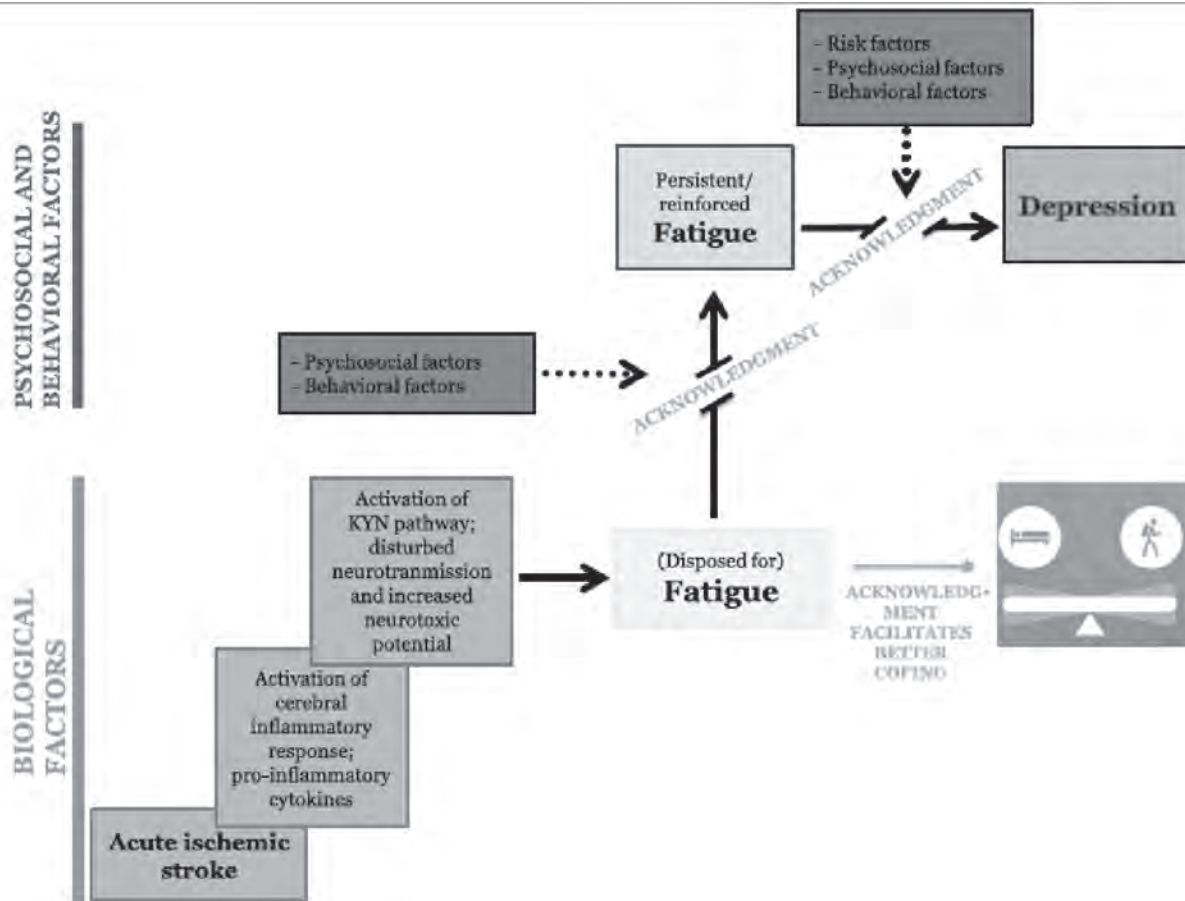 – Risk factors
– Psychosocial factors
– Behavioral factors
PSYCHOSOCIAL AND
BEHAVIORAL FACTORS
Persistent/
reinforced
Fatigue
ACKNOWLEDGMENT
Depression
– Psychosocial factors
– Behavioral factors
ACKNOWLEDGMENT
BIOLOGICAL
FACTORS
Activation of
KYN pathway;
disturbed
neurotranmission
and increased
neurotoxic
potential
(Disposed for)
Fatigue
ACKNOWLEDG-
MENT
FACILITATES
BETTER
COPING
Activation of
cerebral
inflammatory
response;
pro-inflammatory
cytokines
Acute ischemic
stroke